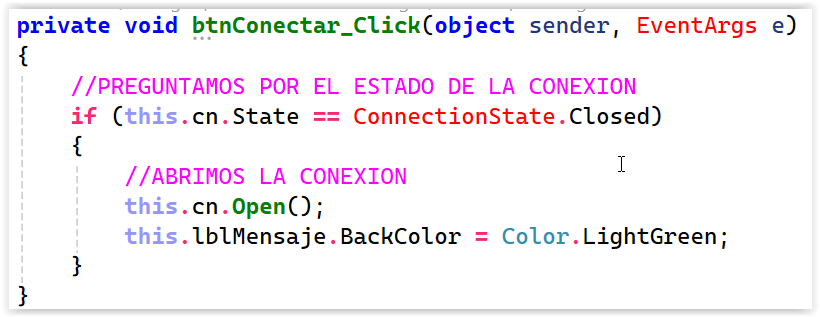 private void btnConectar_Click(object sender, EventArgs e)
{
    //PREGUNTAMOS POR EL ESTADO DE LA CONEXION
    if (this.cn.State == ConnectionState.Closed)
    {
        //ABRIMOS LA CONEXION
        this.cn.Open();
        this.lblMensaje.BackColor = Color.LightGreen;
    }
}